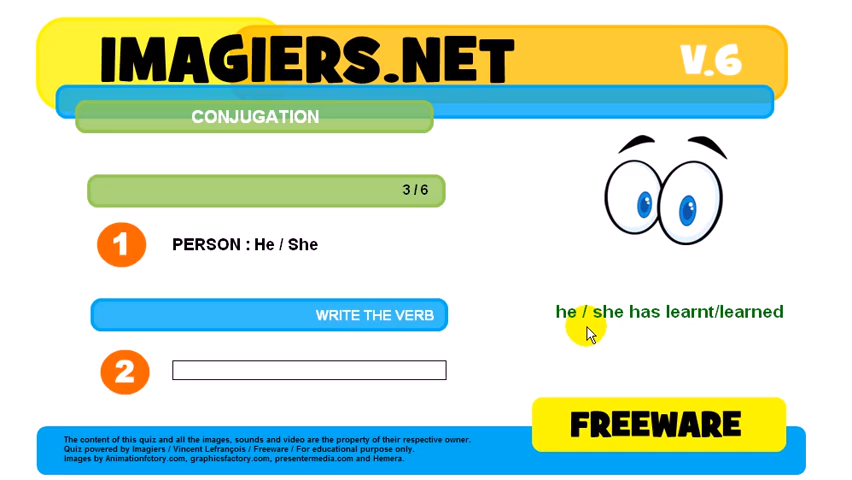 IMAGIERS.NET
V.6
CONJUGATION
3 / 6
1
PERSON : He / She
WRITE THE VERB
he / she has learnt/learned
2
FREEWARE
The content of this quiz and all the images, sounds and video are the property of their respective owner.
Quiz powered by Imagiers / Vincent Lefrançois / Freeware / For educational purpose only.
Images by Animationfctory.com, graphicsfactory.com, presentermedia.com and Hemera.